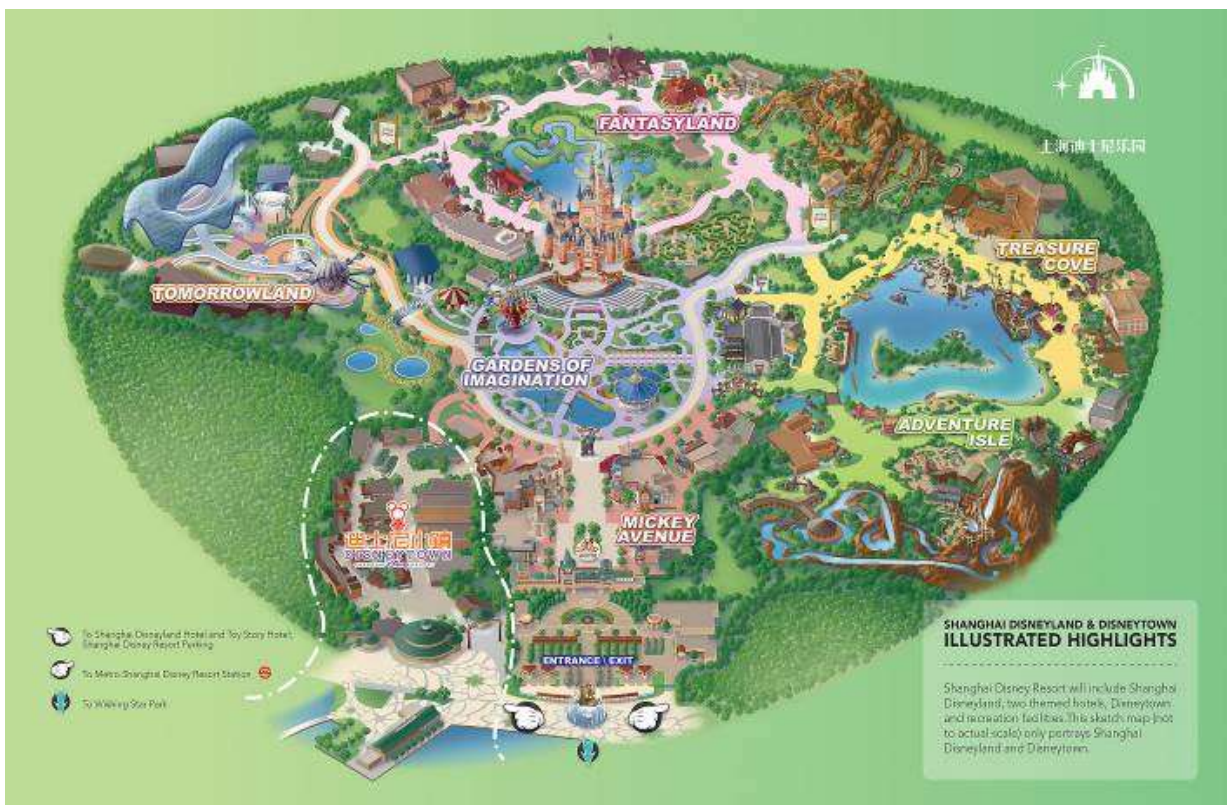 上海迪士尼乐园
FANTASYLAND
TREASURE
COVE
TOMORROWLAND
GARDENS OF
IMAGINATION
ADVENTURE
ISLE
MICKEY
AVENUE
迪士尼小镇
DISNEYTOWN
ENTRANCE \ EXIT
To Shanghai Disneyland Hotel and Toy Story Hotel,
Shanghai Disney Resort Parking
To Metro Shanghai Disney Resort Station
To Wishing Star Park
SHANGHAI DISNEYLAND & DISNEYTOWN
ILLUSTRATED HIGHLIGHTS
Shanghai Disney Resort will include Shanghai
Disneyland, two themed hotels, Disneytown
and recreation facilities. This sketch map (not
to actual scale) only portrays Shanghai
Disneyland and Disneytown.